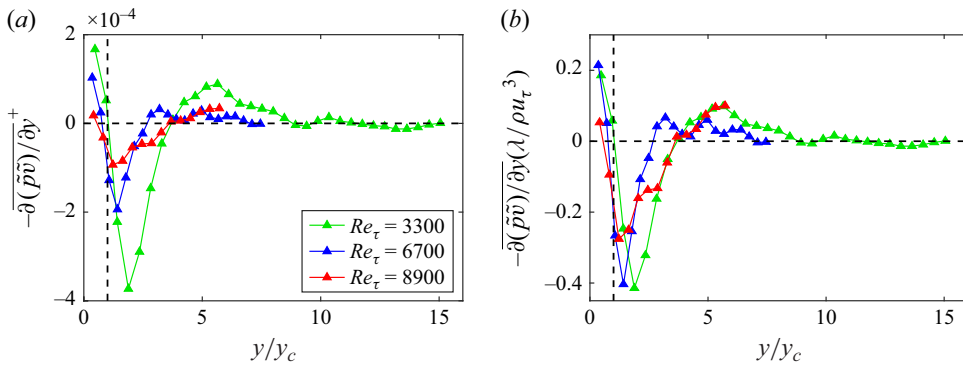 (a)
×10⁻⁴
2
0
−2
−4
0
5
10
15
y/y_c
−∂(p̃ṽ)/∂y⁺
Re_τ = 3300
Re_τ = 6700
Re_τ = 8900
(b)
0.2
0
−0.2
−0.4
0
5
10
15
y/y_c
−∂(p̃ṽ)/∂y(λ/ρu_τ³)